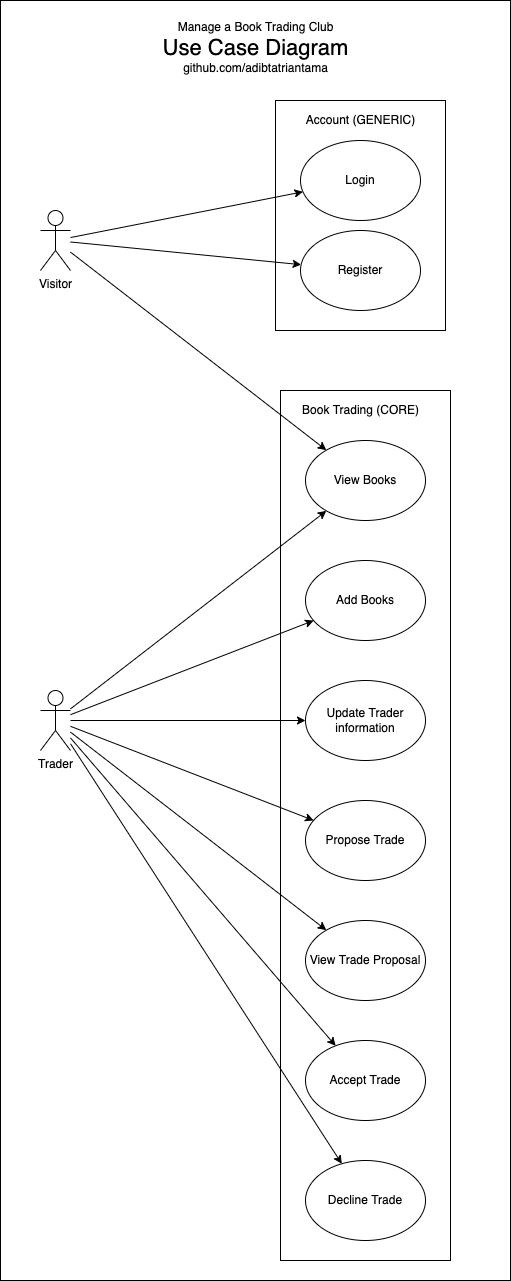 Manage a Book Trading Club
Use Case Diagram
github.com/adibtatriantama
Account (GENERIC)
Login
Register
Visitor
Book Trading (CORE)
View Books
Add Books
Update Trader
information
Trader
Propose Trade
View Trade Proposal
Accept Trade
Decline Trade